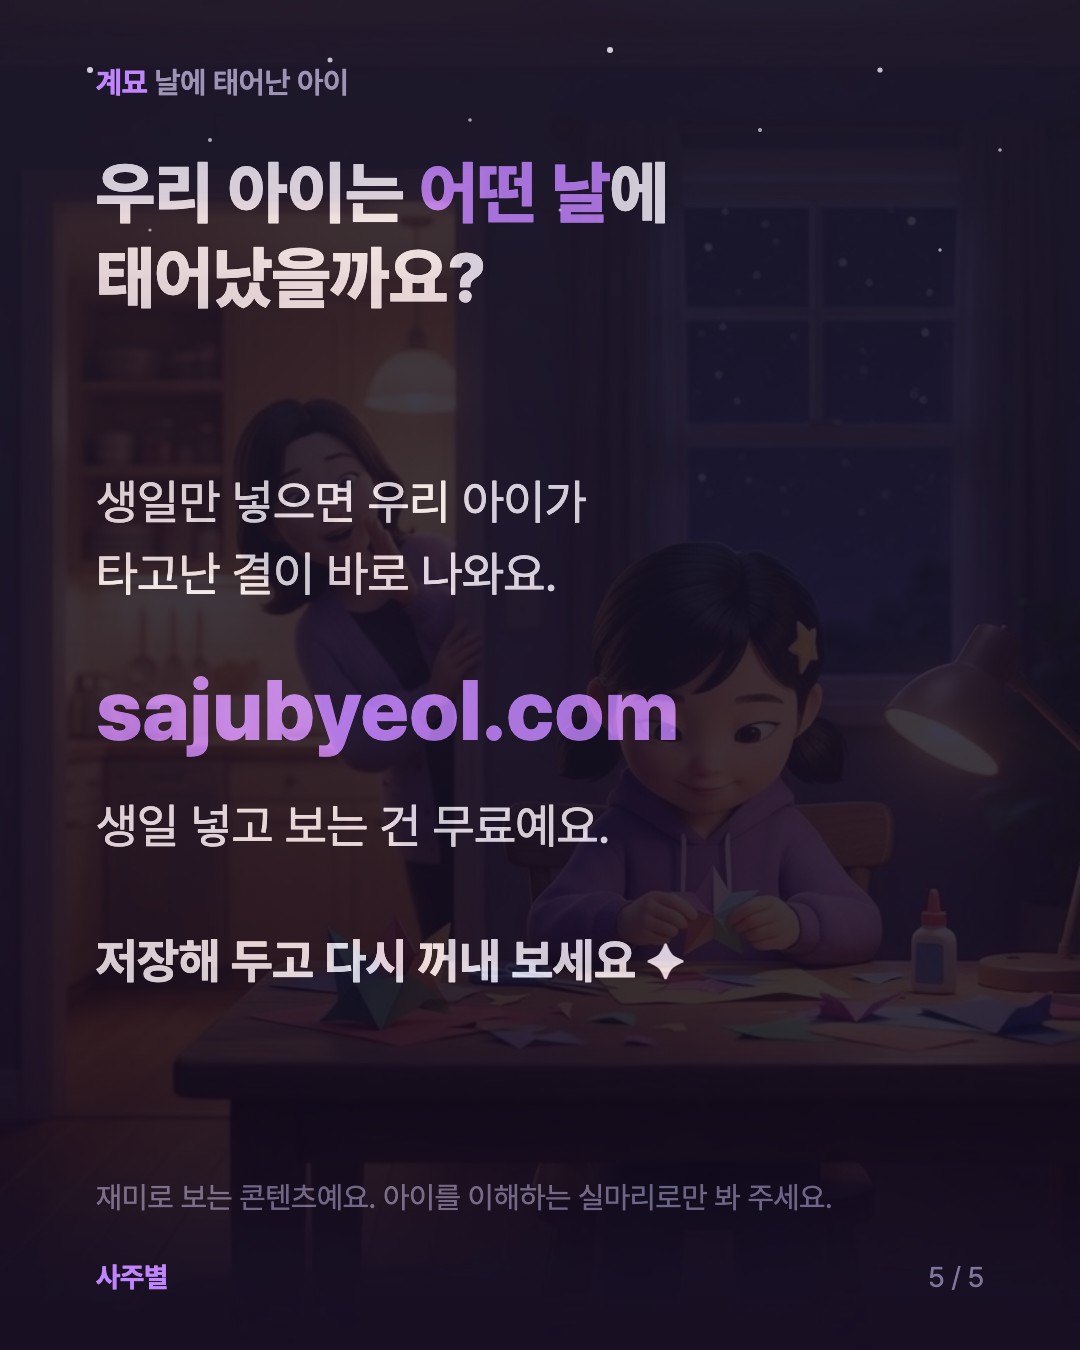 계묘 날에 태어난 아이
우리 아이는 어떤 날에
태어났을까요?
생일만 넣으면 우리 아이가
타고난 결이 바로 나와요.
sajubyeol.com
생일 넣고 보는 건 무료예요.
저장해 두고 다시 꺼내 보세요 ✦
재미로 보는 콘텐츠예요. 아이를 이해하는 실마리로만 봐 주세요.
사주별
5 / 5